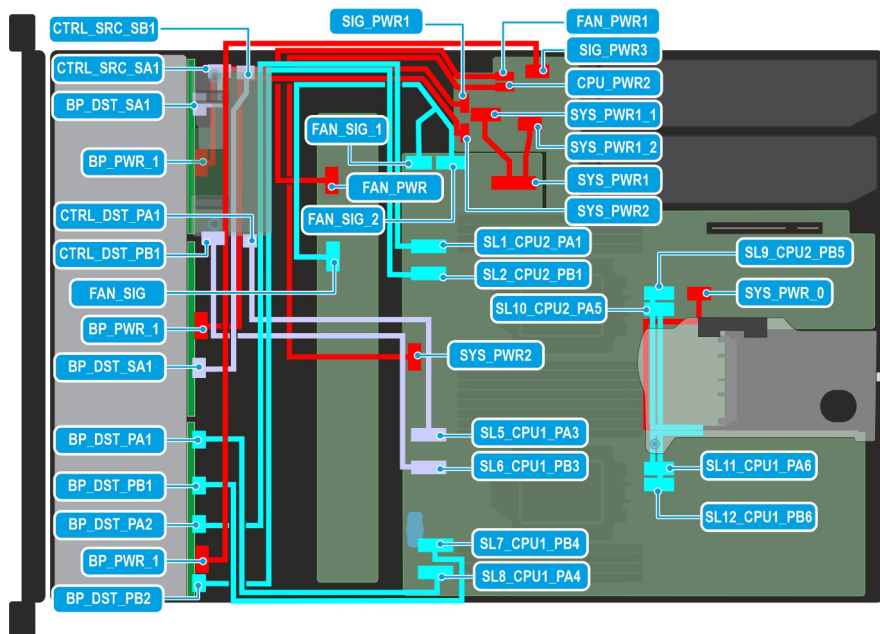 SIG_PWR1
FAN_PWR1
CTRL_SRC_SB1
SIG_PWR3
CTRL_SRC_SA1
CPU_PWR2
BP_DST_SA1
SYS_PWR1_1
FAN_SIG_1
SYS_PWR1_2
BP_PWR_1
FAN_PWR
SYS_PWR1
CTRL_DST_PA1
FAN_SIG_2
SYS_PWR2
CTRL_DST_PB1
SL1_CPU2_PA1
SL9_CPU2_PB5
SL2_CPU2_PB1
FAN_SIG
SL10_CPU2_PA5
SYS_PWR_0
BP_PWR_1
SYS_PWR2
BP_DST_SA1
SL5_CPU1_PA3
BP_DST_PA1
SL6_CPU1_PB3
SL11_CPU1_PA6
BP_DST_PB1
SL12_CPU1_PB6
BP_DST_PA2
SL7_CPU1_PB4
BP_PWR_1
SL8_CPU1_PA4
BP_DST_PB2